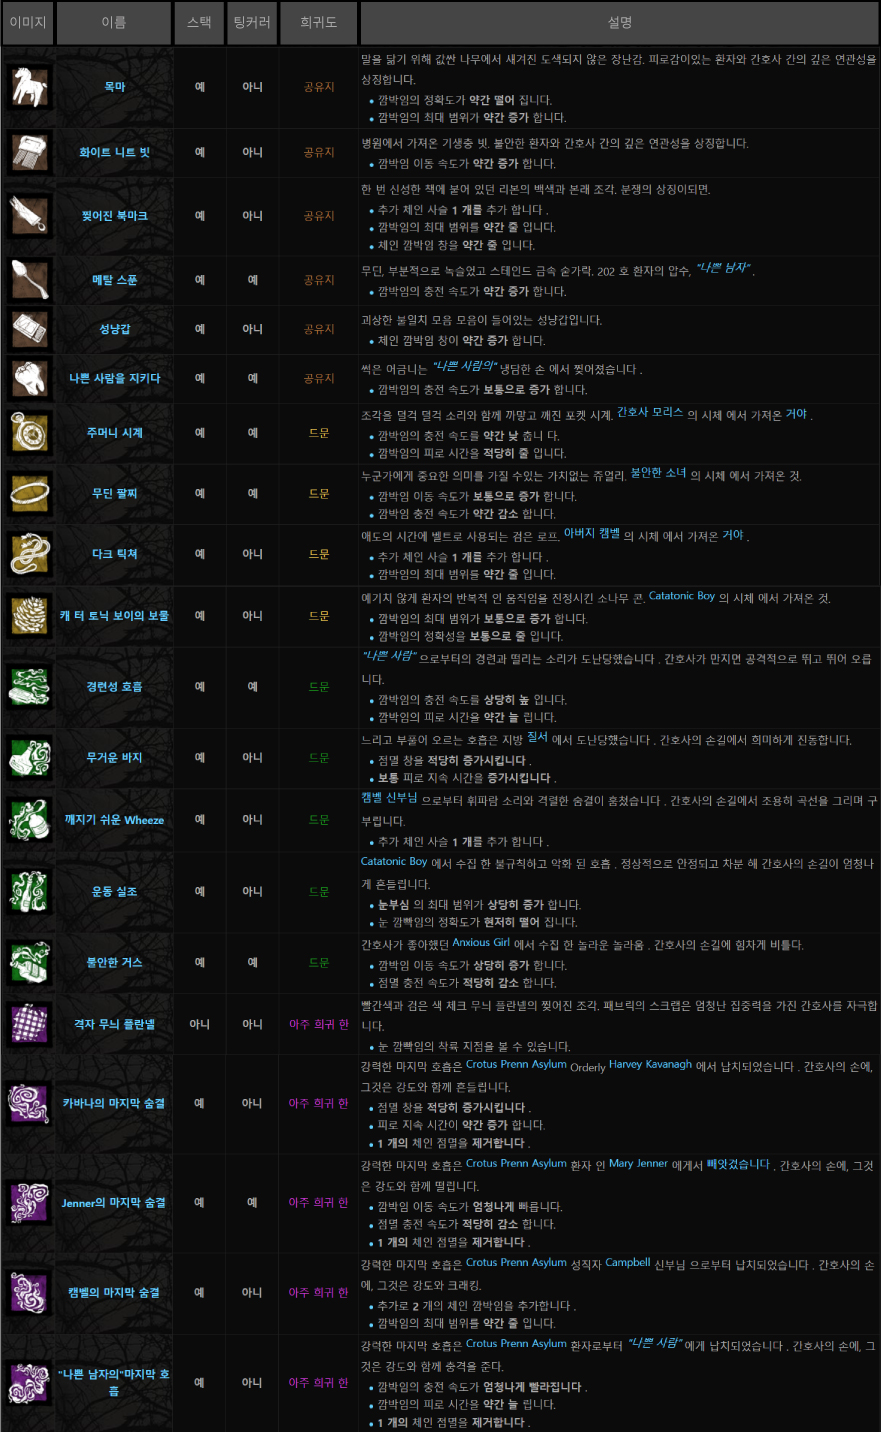 이미지 이름 스택 팅커러 희귀도 설명
목마 예 아니 공유지
말을 닮기 위해 값싼 나무에서 새겨진 도색되지 않은 장난감. 피로감이있는 환자와 간호사 간의 깊은 연관성을
상징합니다.
• 깜박임의 정확도가 약간 떨어 집니다.
• 깜박임의 최대 범위가 약간 증가 합니다.
화이트 니트 빗 예 아니 공유지
병원에서 가져온 기생충 빗. 불안한 환자와 간호사 간의 깊은 연관성을 상징합니다.
• 깜박임 이동 속도가 약간 증가 합니다.
찢어진 북마크 예 아니 공유지
한 번 신성한 책에 붙어 있던 리본의 백색과 본래 조각. 분쟁의 상징이되면.
• 추가 체인 사슬 1 개를 추가 합니다 .
• 깜박임의 최대 범위를 약간 줄 입니다.
• 체인 깜박임 창을 약간 줄 입니다.
메탈 스푼 예 예 공유지
무딘, 부분적으로 녹슬었고 스테인드 금속 숟가락. 202 호 환자의 압수, "나쁜 남자" .
• 깜박임의 충전 속도가 약간 증가 합니다.
성냥갑 예 아니 공유지
괴상한 불일치 모음 모음이 들어있는 성냥갑입니다.
• 체인 깜박임 창이 약간 증가 합니다.
나쁜 사람을 지키다 예 예 공유지
썩은 어금니는 "나쁜 사람의" 냉담한 손 에서 찢어졌습니다 .
• 깜박임의 충전 속도가 보통으로 증가 합니다.
주머니 시계 예 예 드문
조각을 덜걱 덜걱 소리와 함께 까맣고 깨진 포켓 시계. 간호사 모리스 의 시체 에서 가져온 거야 .
• 깜박임의 충전 속도를 약간 낮 춥니 다.
• 깜박임의 피로 시간을 적당히 줄 입니다.
무딘 팔찌 예 예 드문
누군가에게 중요한 의미를 가질 수있는 가치없는 쥬얼리. 불안한 소녀 의 시체 에서 가져온 것.
• 깜박임 이동 속도가 보통으로 증가 합니다.
• 깜박임 충전 속도가 약간 감소 합니다.
다크 틱쳐 예 아니 드문
애도의 시간에 벨트로 사용되는 검은 로프. 아버지 캠벨 의 시체 에서 가져온 거야 .
• 추가 체인 사슬 1 개를 추가 합니다 .
• 깜박임의 최대 범위를 약간 줄 입니다.
캐 터 토닉 보이의 보물 예 아니 드문
예기치 않게 환자의 반복적 인 움직임을 진정시킨 소나무 콘. Catatonic Boy 의 시체 에서 가져온 것.
• 깜박임의 최대 범위가 보통으로 증가 합니다.
• 깜박임의 정확성을 보통으로 줄 입니다.
경련성 호흡 예 예 드문
"나쁜 사람" 으로부터의 경련과 떨리는 소리가 도난당했습니다 . 간호사가 만지면 공격적으로 뛰고 뛰어 오릅
니다.
• 깜박임의 충전 속도를 상당히 높 입니다.
• 깜박임의 피로 시간을 약간 늘 립니다.
무거운 바지 예 아니 드문
느리고 부풀이 오르는 호흡은 지방 질서 에서 도난당했습니다 . 간호사의 손길에서 희미하게 진동합니다.
• 점멸 창을 적당히 증가시킵니다 .
• 보통 피로 지속 시간을 증가시킵니다 .
깨지기 쉬운 Wheeze 예 아니 드문
캠벨 신부님 으로부터 휘파람 소리와 격렬한 숨결이 훔쳤습니다 . 간호사의 손길에서 조용히 곡선을 그리며 구
부립니다.
• 추가 체인 사슬 1 개를 추가 합니다 .
운동 실조 예 아니 드문
Catatonic Boy 에서 수집 한 불규칙하고 악화 된 호흡 . 정상적으로 안정되고 차분 해 간호사의 손길이 엄청나
게 흔들립니다.
• 눈부심 의 최대 범위가 상당히 증가 합니다.
• 눈 깜빡임의 정확도가 현저히 떨어 집니다.
불안한 거스 예 예 드문
간호사가 좋아했던 Anxious Girl 에서 수집 한 놀라운 놀라움 . 간호사의 손길에 힘차게 비틀다.
• 깜박임 이동 속도가 상당히 증가 합니다.
• 점멸 충전 속도가 적당히 감소 합니다.
격자 무늬 플란넬 아니 아니 아주 희귀 한
빨간색과 검은 색 체크 무늬 플란넬의 찢어진 조각. 패브릭의 스크랩은 엄청난 집중력을 가진 간호사를 자극합
니다.
• 눈 깜빡임의 착륙 지점을 볼 수 있습니다.
카바나의 마지막 숨결 예 아니 아주 희귀 한
강력한 마지막 호흡은 Crotus Prenn Asylum Orderly Harvey Kavanagh 에서 납치되었습니다 . 간호사의 손에,
그것은 강도와 함께 흔들립니다.
• 점멸 창을 적당히 증가시킵니다 .
• 피로 지속 시간이 약간 증가 합니다.
• 1 개의 체인 점멸을 제거합니다 .
Jenner의 마지막 숨결 예 예 아주 희귀 한
강력한 마지막 호흡은 Crotus Prenn Asylum 환자 인 Mary Jenner 에게서 빼앗겼습니다 . 간호사의 손에, 그것
은 강도와 함께 떨립니다.
• 깜박임 이동 속도가 엄청나게 빠릅니다.
• 점멸 충전 속도가 적당히 감소 합니다.
• 1 개의 체인 점멸을 제거합니다 .
캠벨의 마지막 숨결 예 아니 아주 희귀 한
강력한 마지막 호흡은 Crotus Prenn Asylum 성직자 Campbell 신부님 으로부터 납치되었습니다 . 간호사의 손
에, 그것은 강도와 크래킹.
• 추가로 2 개의 체인 깜박임을 추가합니다 .
• 깜박임의 최대 범위를 약간 줄 입니다.
"나쁜 남자의"마지막 호
흡 예 아니 아주 희귀 한
강력한 마지막 호흡은 Crotus Prenn Asylum 환자로부터 "나쁜 사람" 에게 납치되었습니다 . 간호사의 손에, 그
것은 강도와 함께 충격을 준다.
• 깜박임의 충전 속도가 엄청나게 빨라집니다 .
• 깜박임의 피로 시간을 약간 늘 립니다.
• 1 개의 체인 점멸을 제거합니다 .